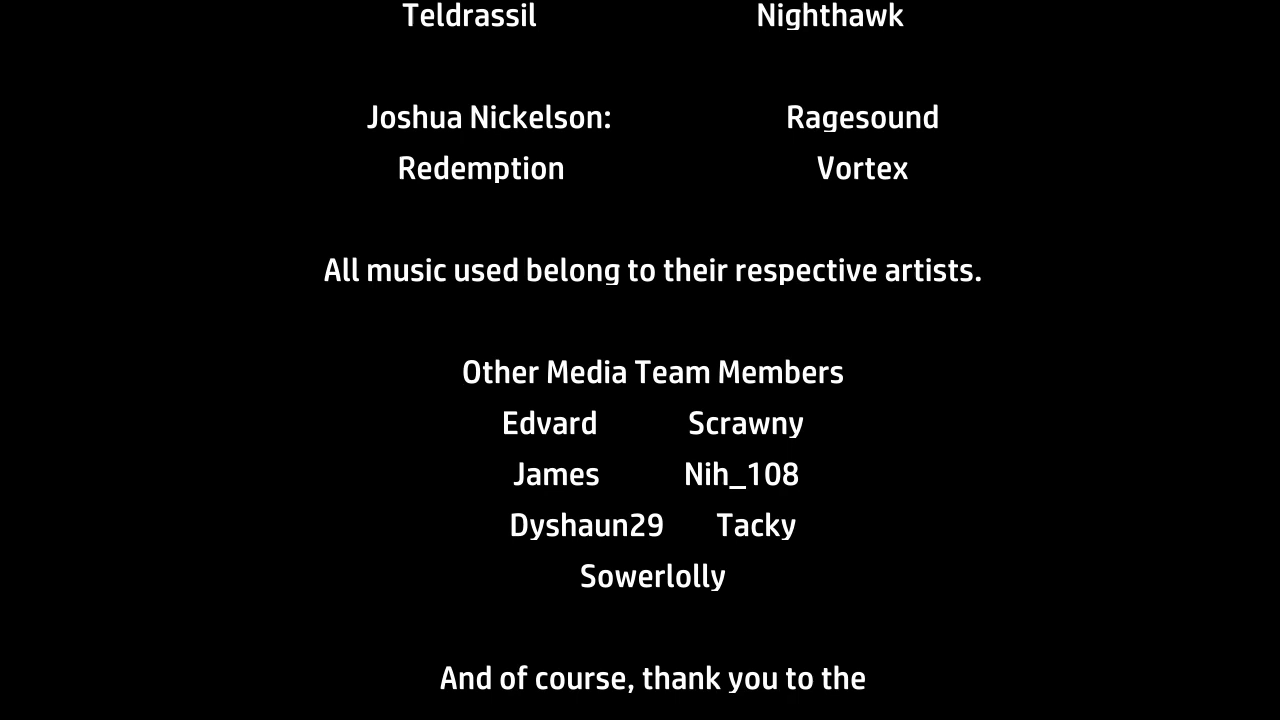 Teldrassil Nighthawk
Joshua Nickelson: Ragesound
Redemption Vortex
All music used belong to their respective artists.
Other Media Team Members
Edvard Scrawny
James Nih_108
Dyshaun29 Tacky
Sowerlolly
And of course, thank you to the